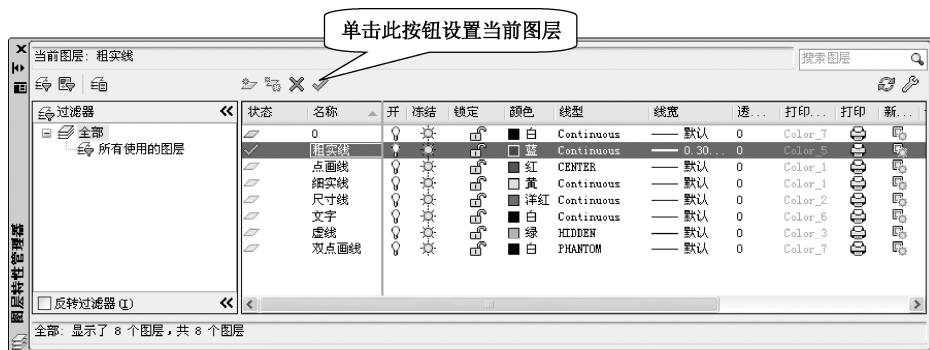 单击此按钮设置当前图层
当前图层: 粗实线
搜索图层
过滤器
全部
所有使用的图层
反转过滤器(I)
状态 名称 开 冻结 锁定 颜色 线型 线宽 透... 打印... 打印 新...
0 白 Continuous 默认 0 Color_7
粗实线 蓝 Continuous 0.30... 0 Color_5
点画线 红 CENTER 默认 0 Color_1
细实线 黄 Continuous 默认 0 Color_1
尺寸线 洋红 Continuous 默认 0 Color_2
文字 白 Continuous 默认 0 Color_6
虚线 绿 HIDDEN 默认 0 Color_3
双点画线 白 PHANTOM 默认 0 Color_7
图层特性管理器
全部: 显示了 8 个图层，共 8 个图层